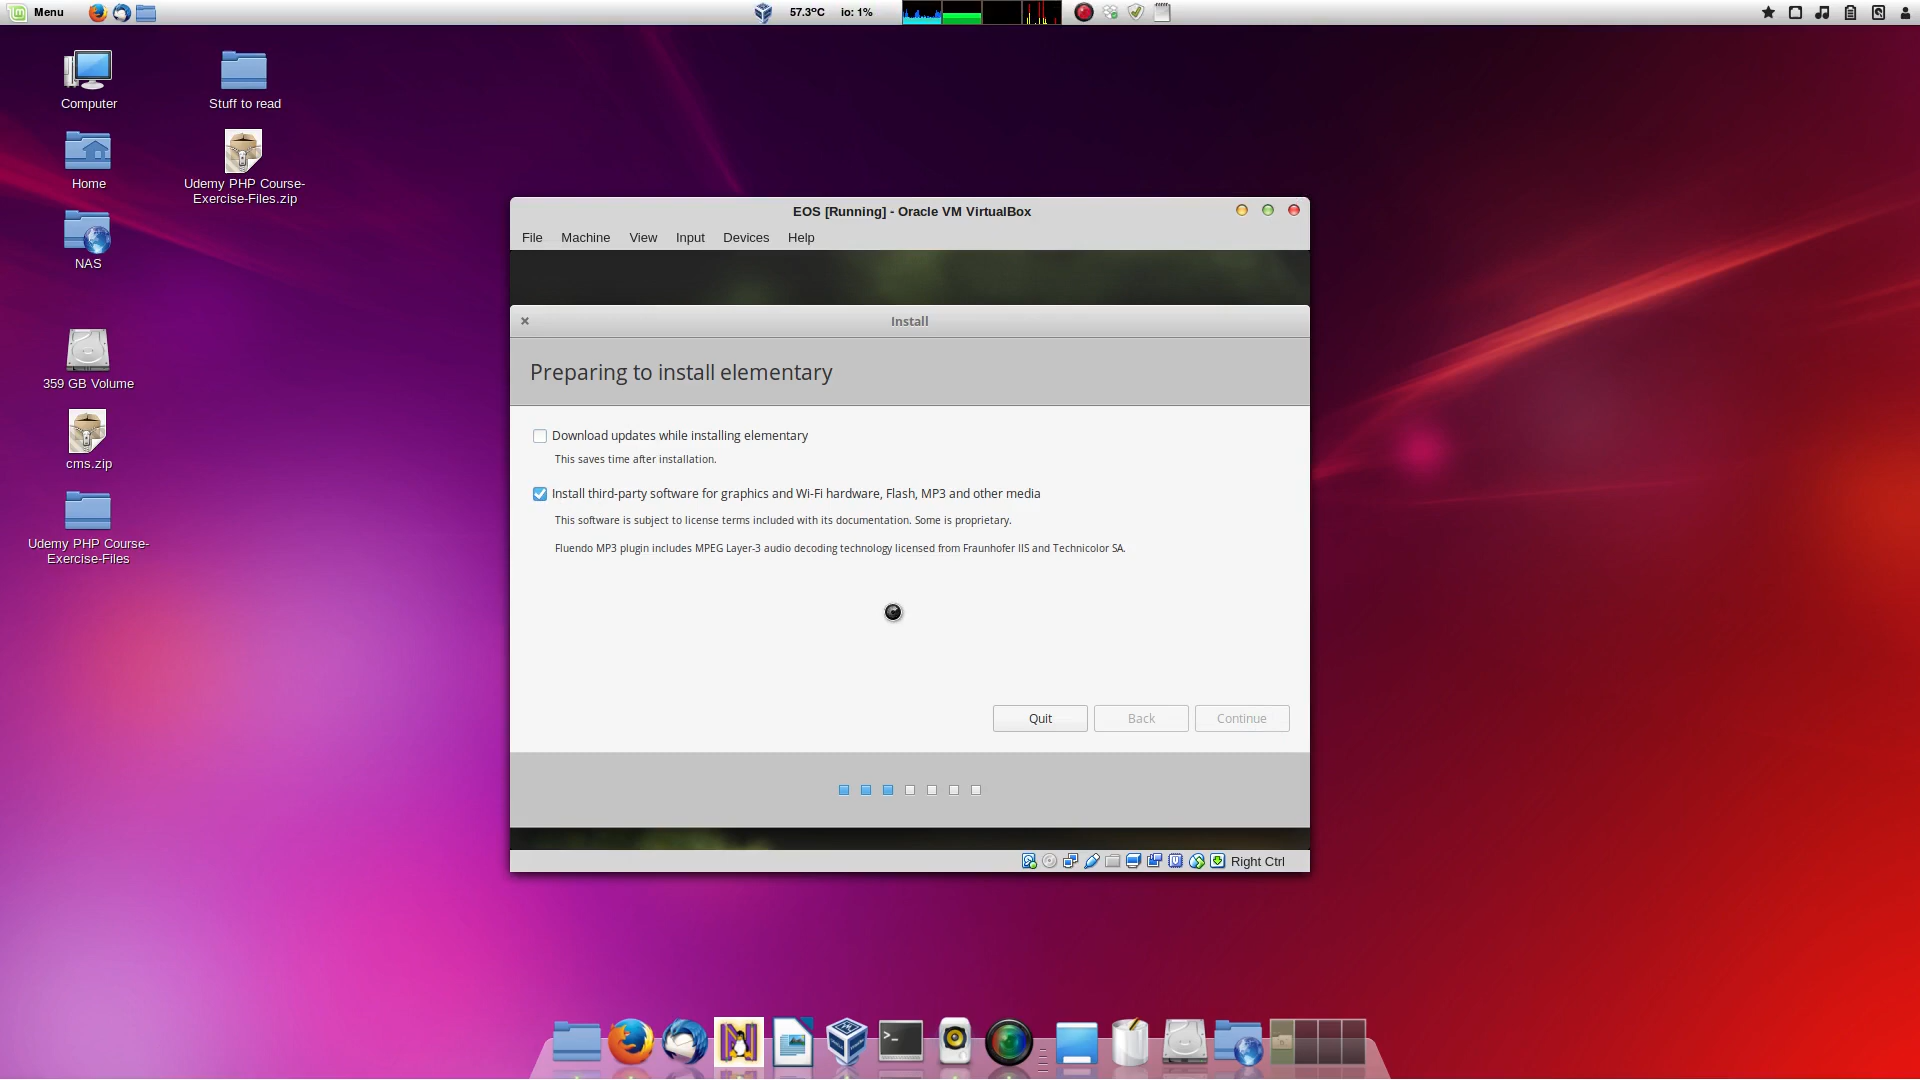 Menu
57.3ºC io: 1%
Computer
Stuff to read
Home
Udemy PHP Course-
Exercise-Files.zip
NAS
359 GB Volume
cms.zip
Udemy PHP Course-
Exercise-Files
EOS [Running] - Oracle VM VirtualBox
File Machine View Input Devices Help
Install
Preparing to install elementary
Download updates while installing elementary
This saves time after installation.
Install third-party software for graphics and Wi-Fi hardware, Flash, MP3 and other media
This software is subject to license terms included with its documentation. Some is proprietary.
Fluendo MP3 plugin includes MPEG Layer-3 audio decoding technology licensed from Fraunhofer IIS and Technicolor SA.
Quit Back Continue
Right Ctrl